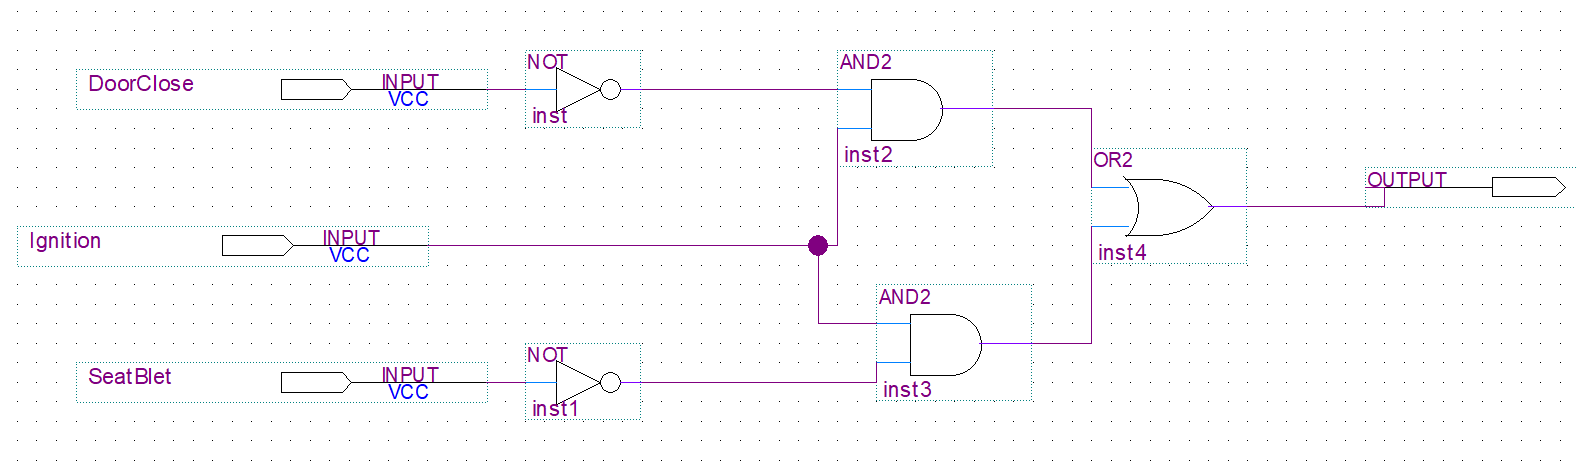 DoorClose
INPUT
VCC
NOT
inst
AND2
inst2
Ignition
INPUT
VCC
OR2
inst4
OUTPUT
SeatBlet
INPUT
VCC
NOT
inst1
AND2
inst3